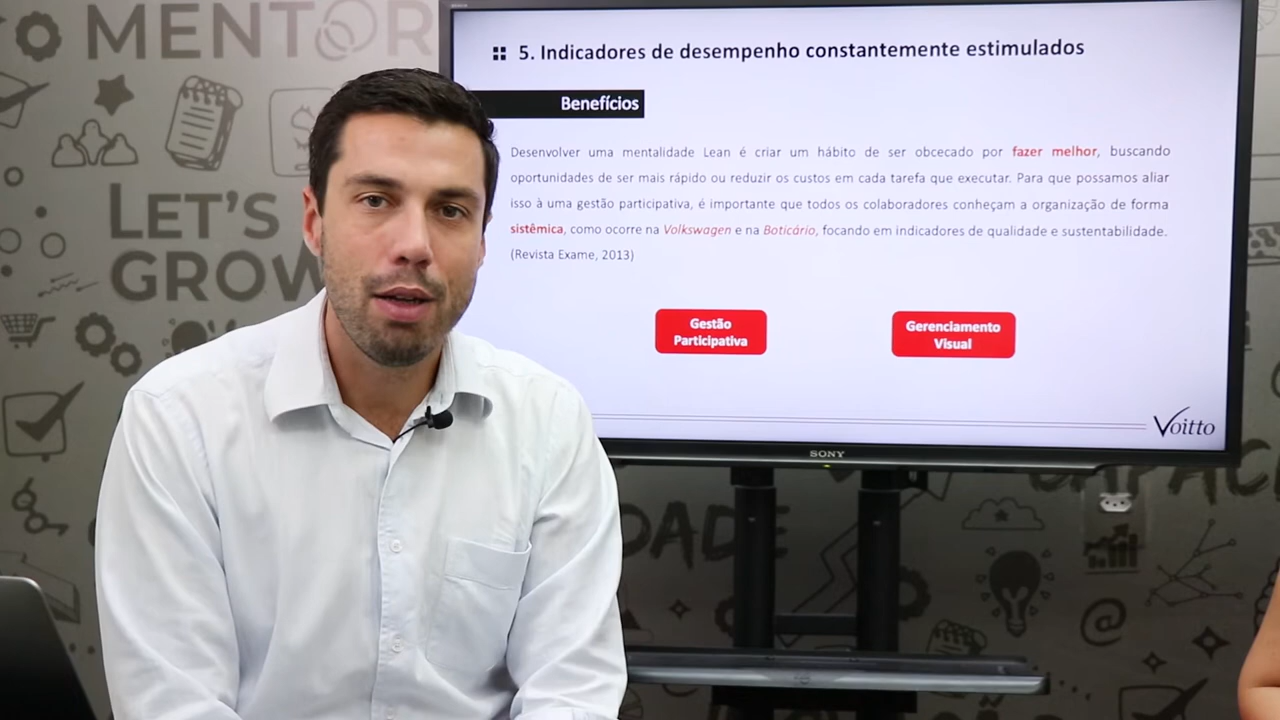 MENTOR
LET'S
GROW
5. Indicadores de desempenho constantemente estimulados
Benefícios
Desenvolver uma mentalidade Lean é criar um hábito de ser obcecado por fazer melhor, buscando
oportunidades de ser mais rápido ou reduzir os custos em cada tarefa que executar. Para que possamos aliar
isso à uma gestão participativa, é importante que todos os colaboradores conheçam a organização de forma
sistêmica, como ocorre na Volkswagen e na Boticário, focando em indicadores de qualidade e sustentabilidade.
(Revista Exame, 2013)
Gestão
Participativa
Gerenciamento
Visual
Voitto
SONY